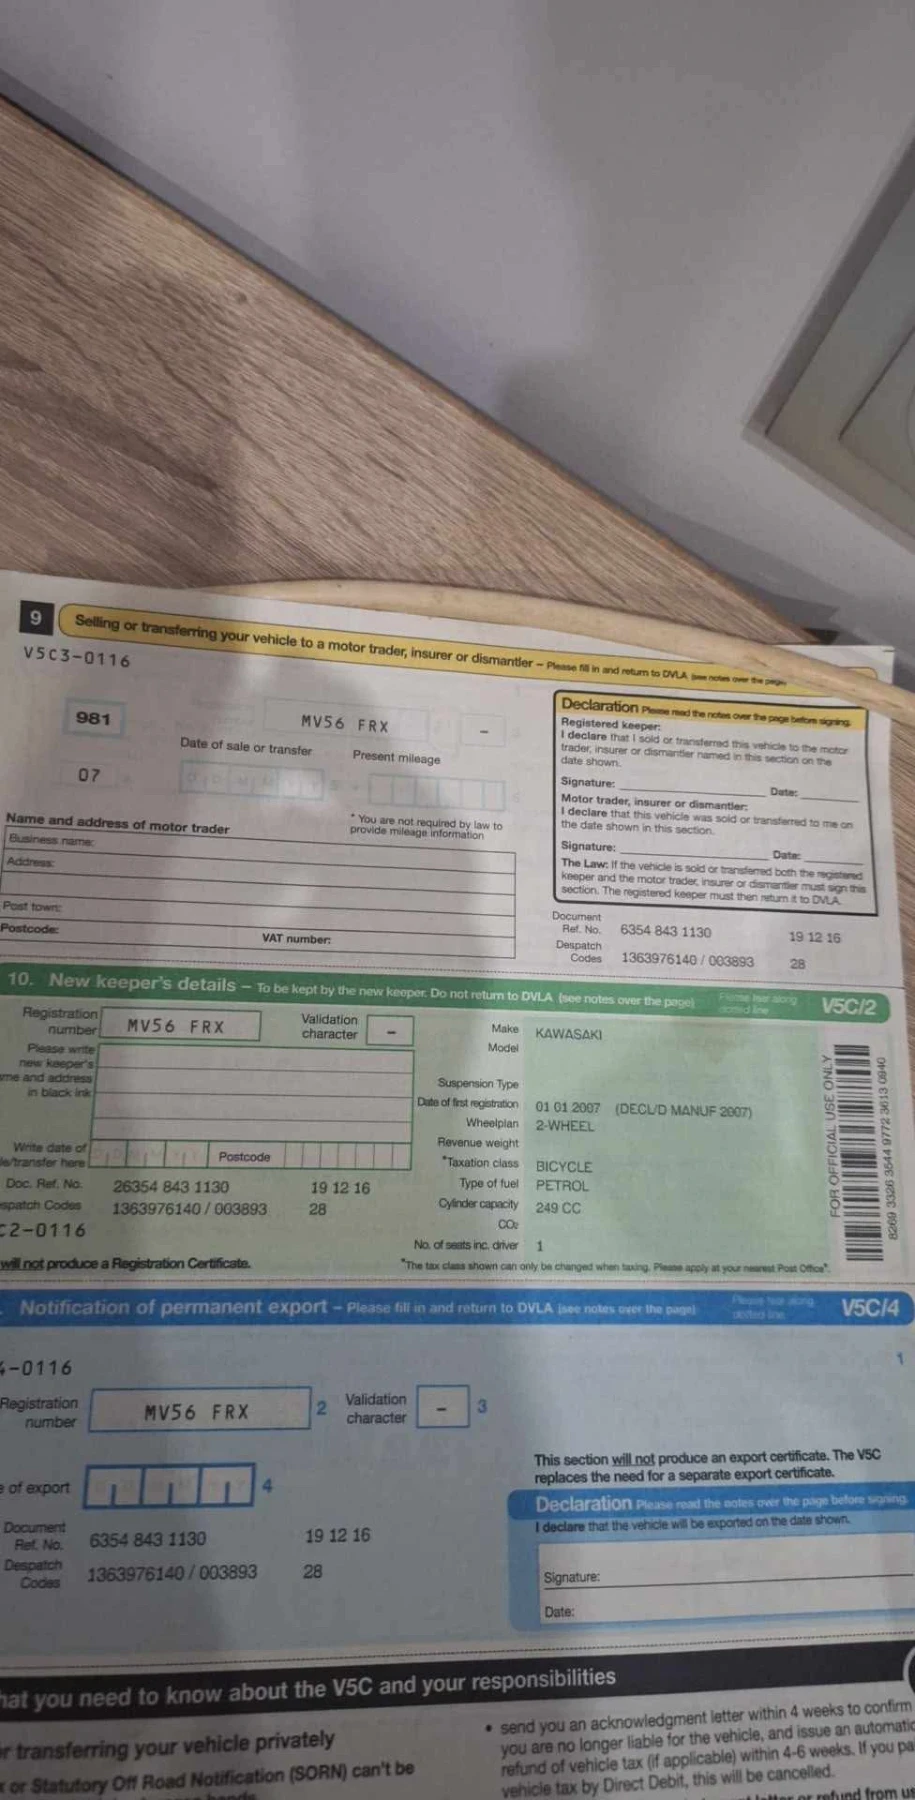 9
Selling or transferring your vehicle to a motor trader, insurer or dismantler – Please fill in and return to DVLA (see notes over the page)
V5C3-0116
981
MV56 FRX
–
Date of sale or transfer
Present mileage
07
* You are not required by law to
provide mileage information
Name and address of motor trader
Business name:
Address:
Post town:
Postcode:
VAT number:
Declaration Please read the notes over the page before signing.
Registered keeper:
I declare that I sold or transferred this vehicle to the motor
trader, insurer or dismantler named in this section on the
date shown.
Signature:
Date:
Motor trader, insurer or dismantler:
I declare that this vehicle was sold or transferred to me on
the date shown in this section.
Signature:
Date:
The Law: If the vehicle is sold or transferred both the registered
keeper and the motor trader, insurer or dismantler must sign this
section. The registered keeper must then return it to DVLA.
Document
Ref. No. 6354 843 1130 19 12 16
Despatch
Codes 1363976140 / 003893 28
10. New keeper's details – To be kept by the new keeper. Do not return to DVLA (see notes over the page)
Please tear along
dotted line
V5C/2
Registration
number
MV56 FRX
Validation
character
–
Please write
new keeper's
me and address
in black ink
Write date of
le/transfer here
Postcode
Doc. Ref. No. 26354 843 1130 19 12 16
spatch Codes 1363976140 / 003893 28
C2-0116
will not produce a Registration Certificate.
Make KAWASAKI
Model
Suspension Type
Date of first registration 01 01 2007 (DECL/D MANUF 2007)
Wheelplan 2-WHEEL
Revenue weight
*Taxation class BICYCLE
Type of fuel PETROL
Cylinder capacity 249 CC
CO2
No. of seats inc. driver 1
*The tax class shown can only be changed when taxing. Please apply at your nearest Post Office®.
FOR OFFICIAL USE ONLY
8269 3326 3544 9772 3613 0940
Notification of permanent export – Please fill in and return to DVLA (see notes over the page)
Please tear along
dotted line
V5C/4
4-0116
1
Registration
number
MV56 FRX
2
Validation
character
–
3
e of export
4
Document
Ref. No. 6354 843 1130 19 12 16
Despatch
Codes 1363976140 / 003893 28
This section will not produce an export certificate. The V5C
replaces the need for a separate export certificate.
Declaration Please read the notes over the page before signing.
I declare that the vehicle will be exported on the date shown.
Signature:
Date:
hat you need to know about the V5C and your responsibilities
r transferring your vehicle privately
x or Statutory Off Road Notification (SORN) can't be
• send you an acknowledgment letter within 4 weeks to confirm
you are no longer liable for the vehicle, and issue an automatic
refund of vehicle tax (if applicable) within 4-6 weeks. If you pa
vehicle tax by Direct Debit, this will be cancelled.
letter or refund from us